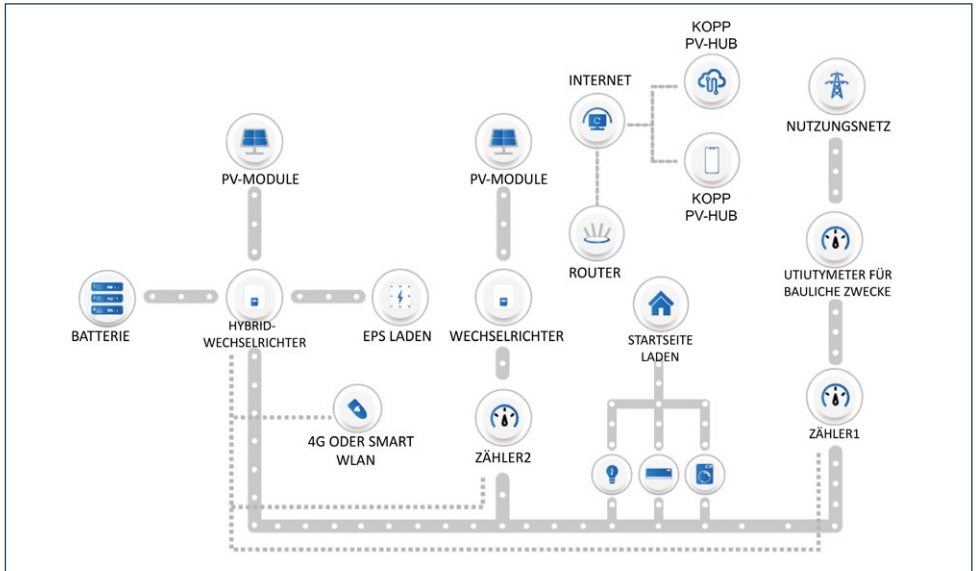 KOPP
PV-HUB
INTERNET
NUTZUNGSNETZ
PV-MODULE
PV-MODULE
KOPP
PV-HUB
ROUTER
UTIUTYMETER FÜR
BAULICHE ZWECKE
BATTERIE
HYBRID-
WECHSELRICHTER
EPS LADEN
WECHSELRICHTER
STARTSEITE
LADEN
4G ODER SMART
WLAN
ZÄHLER2
ZÄHLER1